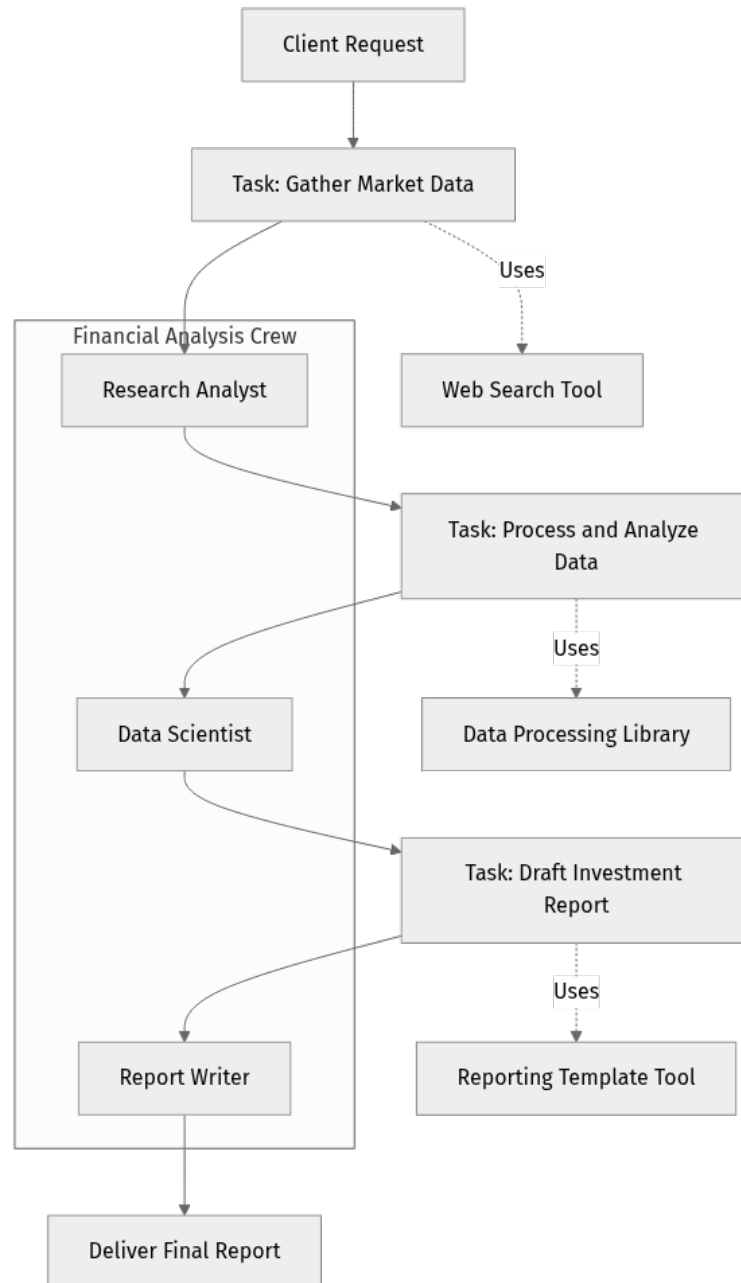 Client Request
Task: Gather Market Data
Uses
Financial Analysis Crew
Research Analyst
Web Search Tool
Task: Process and Analyze
Data
Uses
Data Scientist
Data Processing Library
Task: Draft Investment
Report
Uses
Report Writer
Reporting Template Tool
Deliver Final Report